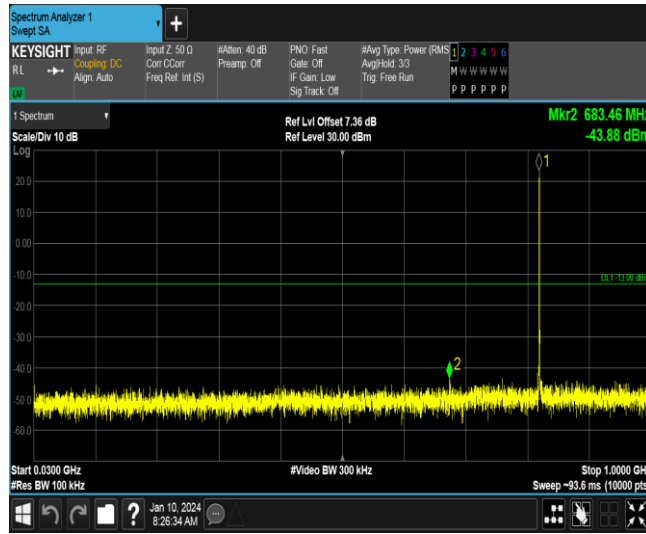 Spectrum Analyzer 1
Swept SA
+
KEYSIGHT
RL
Input: RF
Coupling: DC
Align: Auto
Input Z: 50 Ω
Corr CCorr
Freq Ref: Int (S)
#Atten: 40 dB
Preamp: Off
PNO: Fast
Gate: Off
IF Gain: Low
Sig Track: Off
#Avg Type: Power (RMS
Avg|Hold: 3/3
Trig: Free Run
1 2 3 4 5 6
M W W W W W
P P P P P P
1 Spectrum
Scale/Div 10 dB
Log
Ref Lvl Offset 7.36 dB
Ref Level 30.00 dBm
Mkr2 683.46 MHz
-43.88 dBm
1
20.0
10.0
0.00
-10.0
DL1 -13.00 dBm
-20.0
-30.0
-40.0
2
-50.0
-60.0
Start 0.0300 GHz
#Res BW 100 kHz
#Video BW 300 kHz
Stop 1.0000 GH
Sweep ~93.6 ms (10000 pts
?
Jan 10, 2024
8:26:34 AM